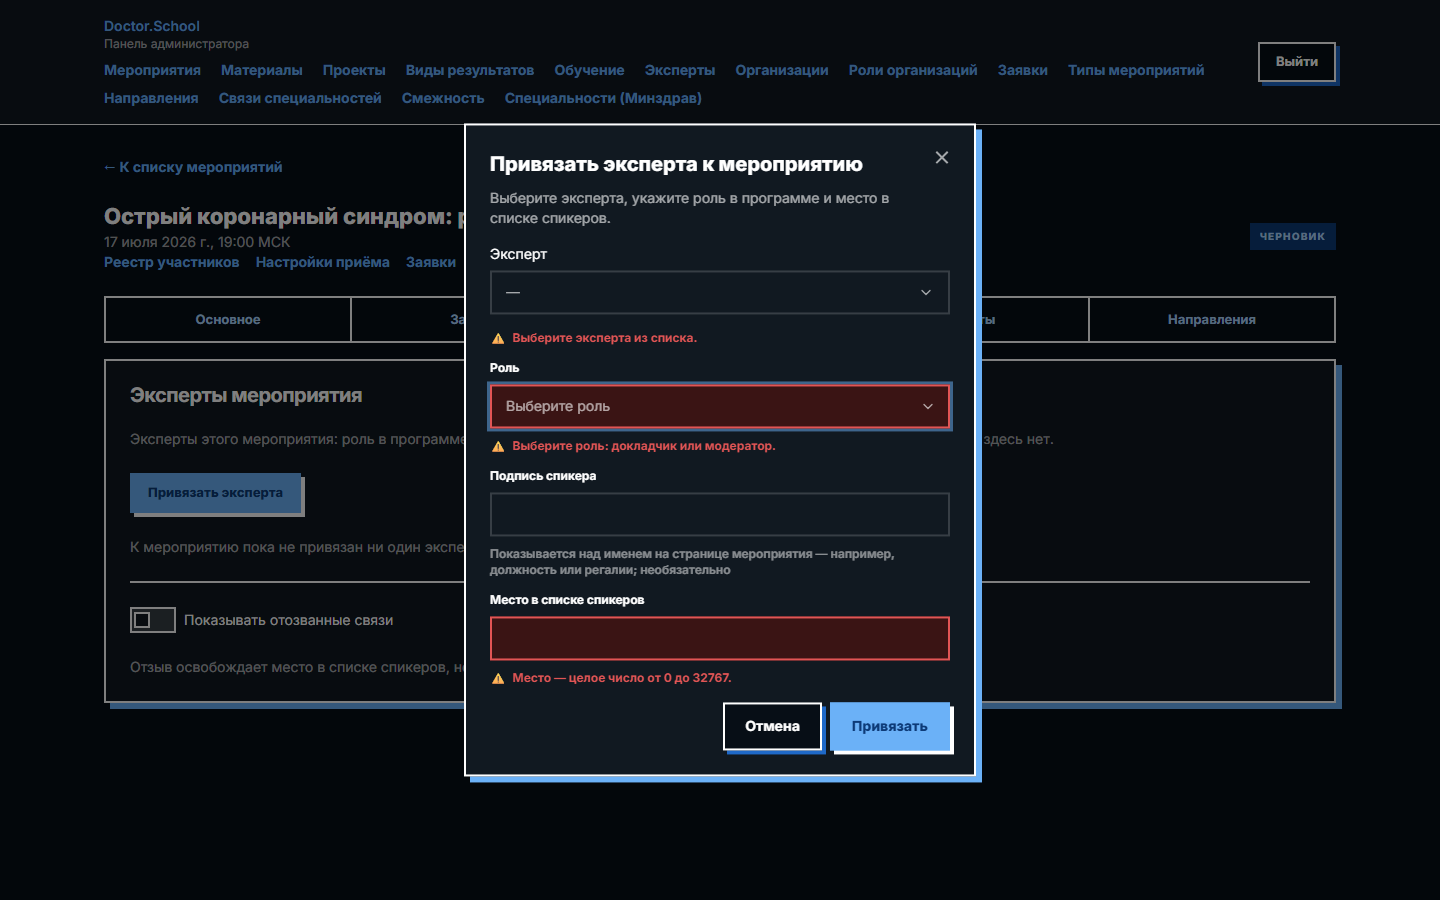 Doctor.School
Панель администратора
Мероприятия Материалы Проекты Виды результатов Обучение Эксперты Организации Роли организаций Заявки Типы мероприятий
Направления Связи специальностей Смежность Специальности (Минздрав)
Выйти
← К списку мероприятий
Острый коронарный синдром:
17 июля 2026 г., 19:00 МСК
Реестр участников Настройки приёма Заявки
ЧЕРНОВИК
Основное
Направления
Эксперты мероприятия
Эксперты этого мероприятия: роль в программе
здесь нет.
Привязать эксперта
К мероприятию пока не привязан ни один
Показывать отозванные связи
Отзыв освобождает место в списке спикеров,
Привязать эксперта к мероприятию
Выберите эксперта, укажите роль в программе и место в
списке спикеров.
Эксперт
—
Выберите эксперта из списка.
Роль
Выберите роль
Выберите роль: докладчик или модератор.
Подпись спикера
Показывается над именем на странице мероприятия — например,
должность или регалии; необязательно
Место в списке спикеров
Место — целое число от 0 до 32767.
Отмена
Привязать